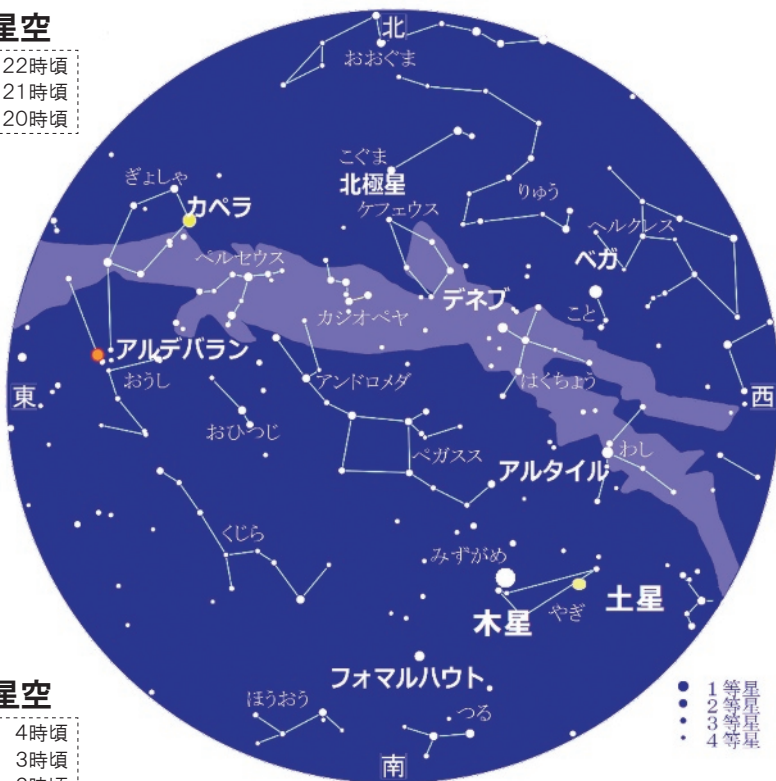 星空
22時頃
21時頃
20時頃
北
おおぐま
こぐま
北極星
ぎょしゃ
カペラ
りゅう
ケフェウス
ヘルクレス
ベガ
ペルセウス
デネブ
こと
カシオペヤ
アルデバラン
おうし
アンドロメダ
はくちょう
東
西
おひつじ
ペガスス
わし
アルタイル
くじら
みずがめ
木星
やぎ
土星
フォマルハウト
ほうおう
つる
南
1等星
2等星
3等星
4等星
星空
4時頃
3時頃